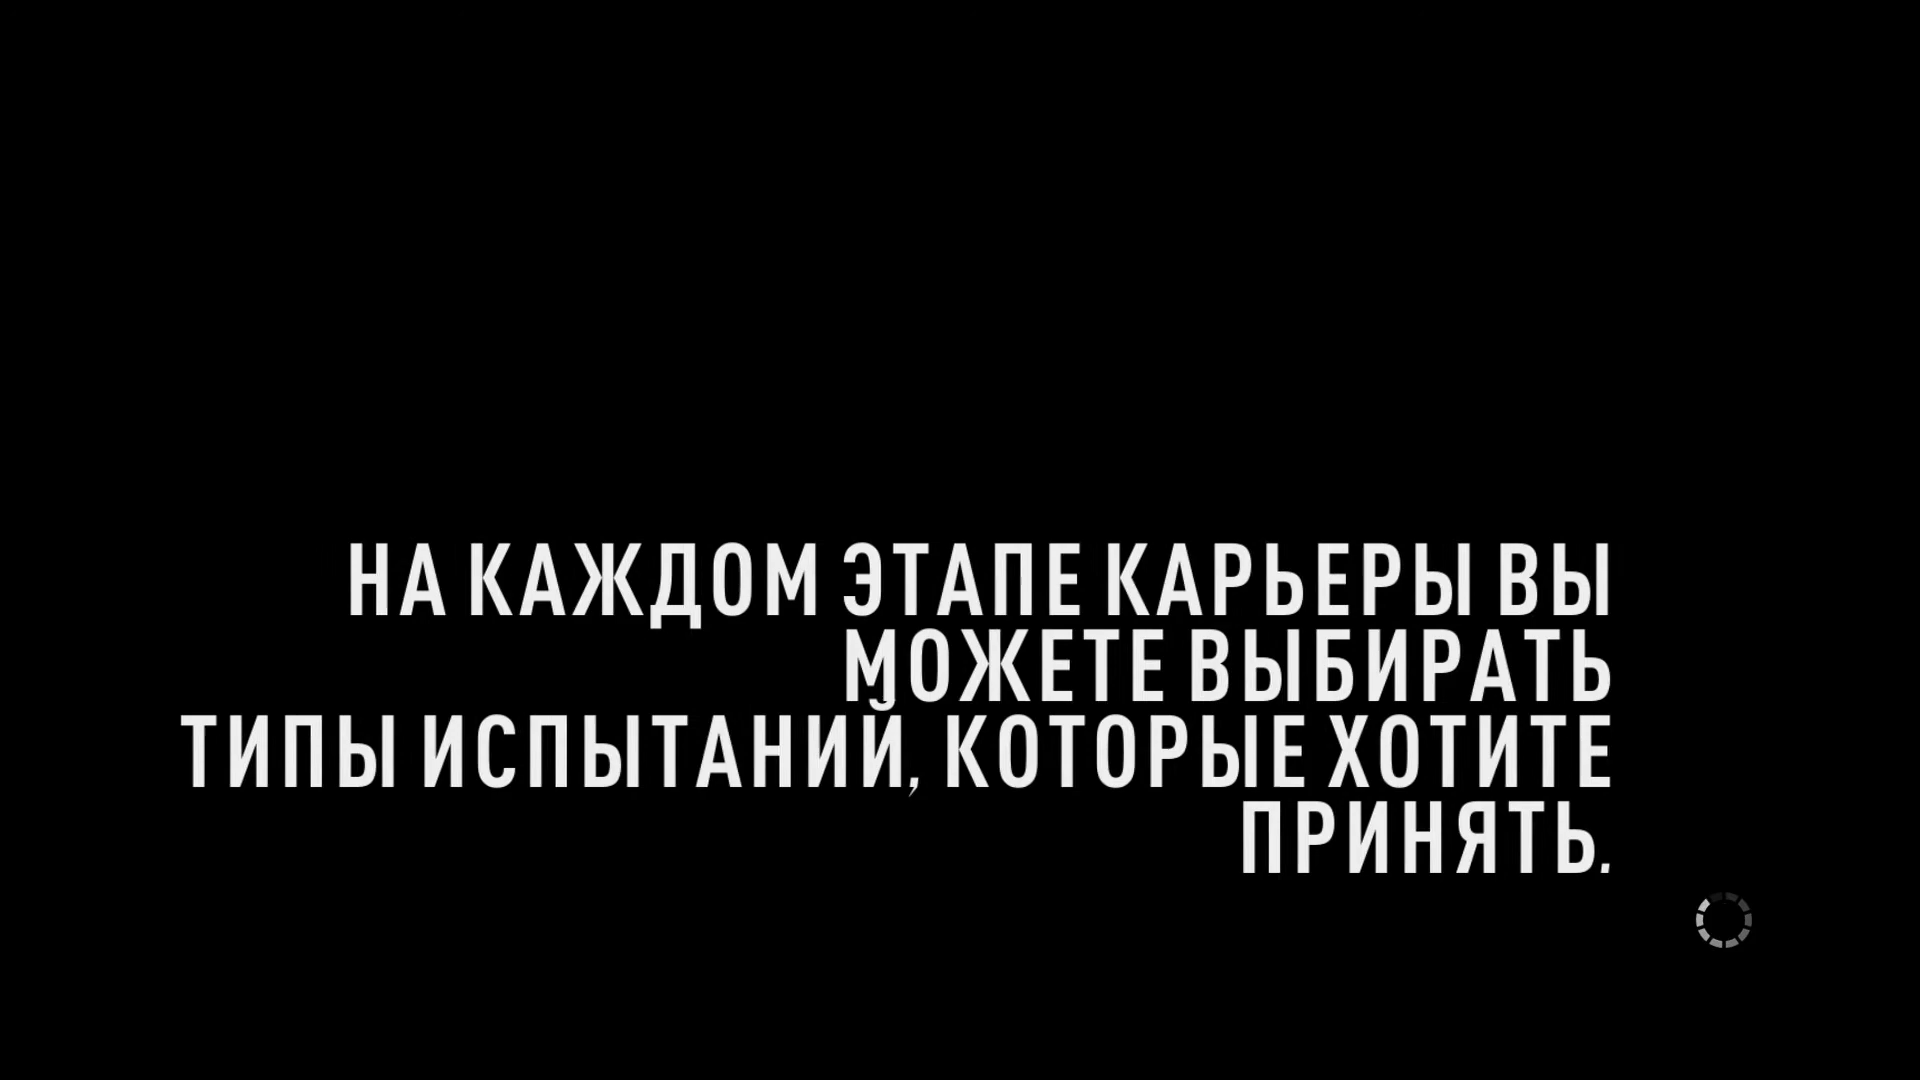 НА КАЖДОМ ЭТАПЕ КАРЬЕРЫ ВЫ
МОЖЕТЕ ВЫБИРАТЬ
ТИПЫ ИСПЫТАНИЙ, КОТОРЫЕ ХОТИТЕ
ПРИНЯТЬ.